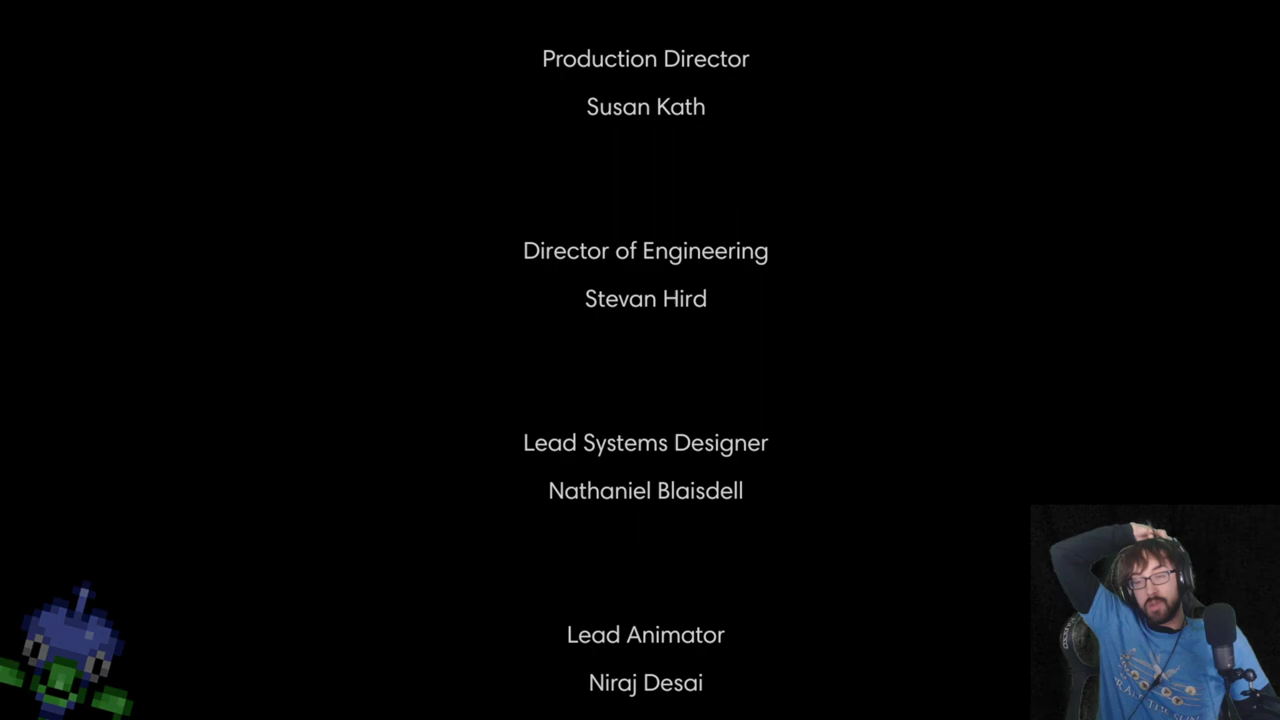 Production Director
Susan Kath
Director of Engineering
Stevan Hird
Lead Systems Designer
Nathaniel Blaisdell
Lead Animator
Niraj Desai